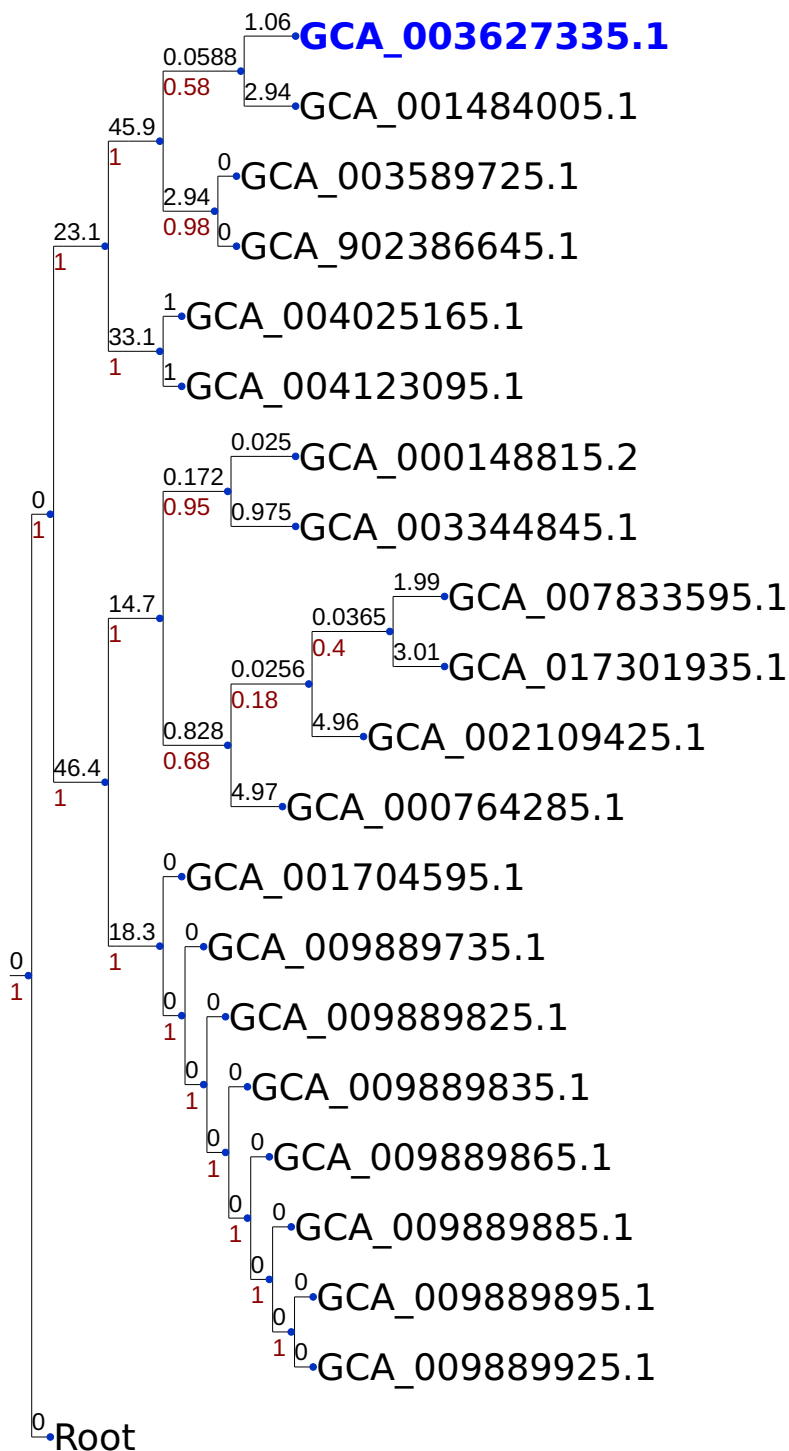 1.06
GCA_003627335.1
0.0588
0.58
2.94
GCA_001484005.1
45.9
1
0
GCA_003589725.1
2.94
0.98
0
GCA_902386645.1
23.1
1
1
GCA_004025165.1
33.1
1
1
GCA_004123095.1
0.025
GCA_000148815.2
0.172
0.95
0
1
0.975
GCA_003344845.1
1.99
GCA_007833595.1
14.7
1
0.0365
0.4
3.01
GCA_017301935.1
0.0256
0.18
4.96
GCA_002109425.1
0.828
0.68
46.4
1
4.97
GCA_000764285.1
0
GCA_001704595.1
18.3
1
0
GCA_009889735.1
0
1
0
1
0
GCA_009889825.1
0
1
0
GCA_009889835.1
0
1
0
GCA_009889865.1
0
1
0
GCA_009889885.1
0
1
0
GCA_009889895.1
0
1
0
GCA_009889925.1
0
Root